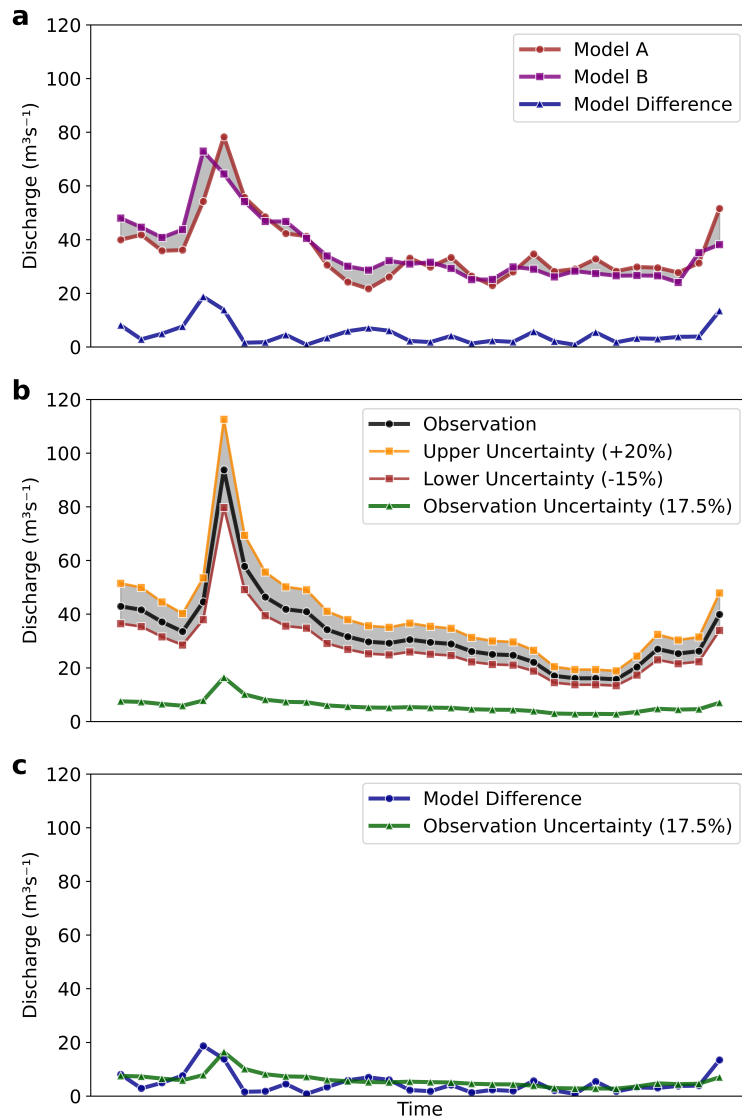 a
120
100
80
60
40
20
0
Discharge (m³s⁻¹)
Model A
Model B
Model Difference
b
120
100
80
60
40
20
0
Discharge (m³s⁻¹)
Observation
Upper Uncertainty (+20%)
Lower Uncertainty (-15%)
Observation Uncertainty (17.5%)
c
120
100
80
60
40
20
0
Discharge (m³s⁻¹)
Model Difference
Observation Uncertainty (17.5%)
Time